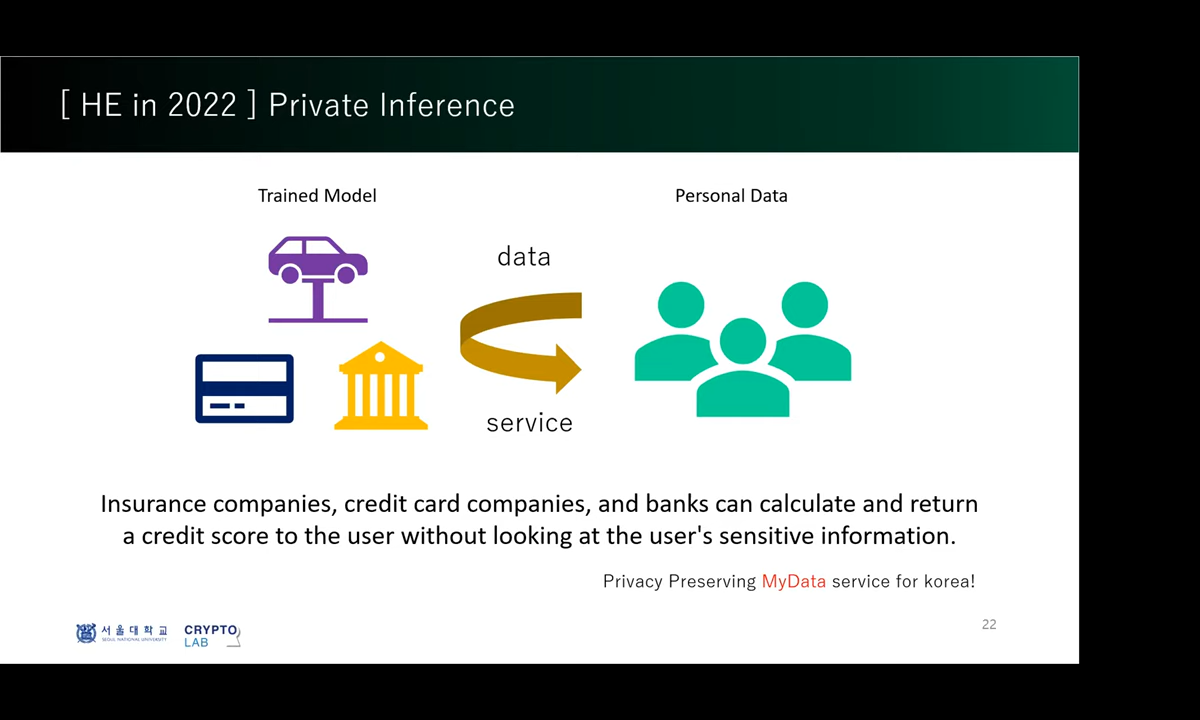 [ HE in 2022 ] Private Inference
Trained Model
Personal Data
data
service
Insurance companies, credit card companies, and banks can calculate and return
a credit score to the user without looking at the user's sensitive information.
Privacy Preserving MyData service for korea!
서울대학교
SEOUL NATIONAL UNIVERSITY
CRYPTO
LAB
22